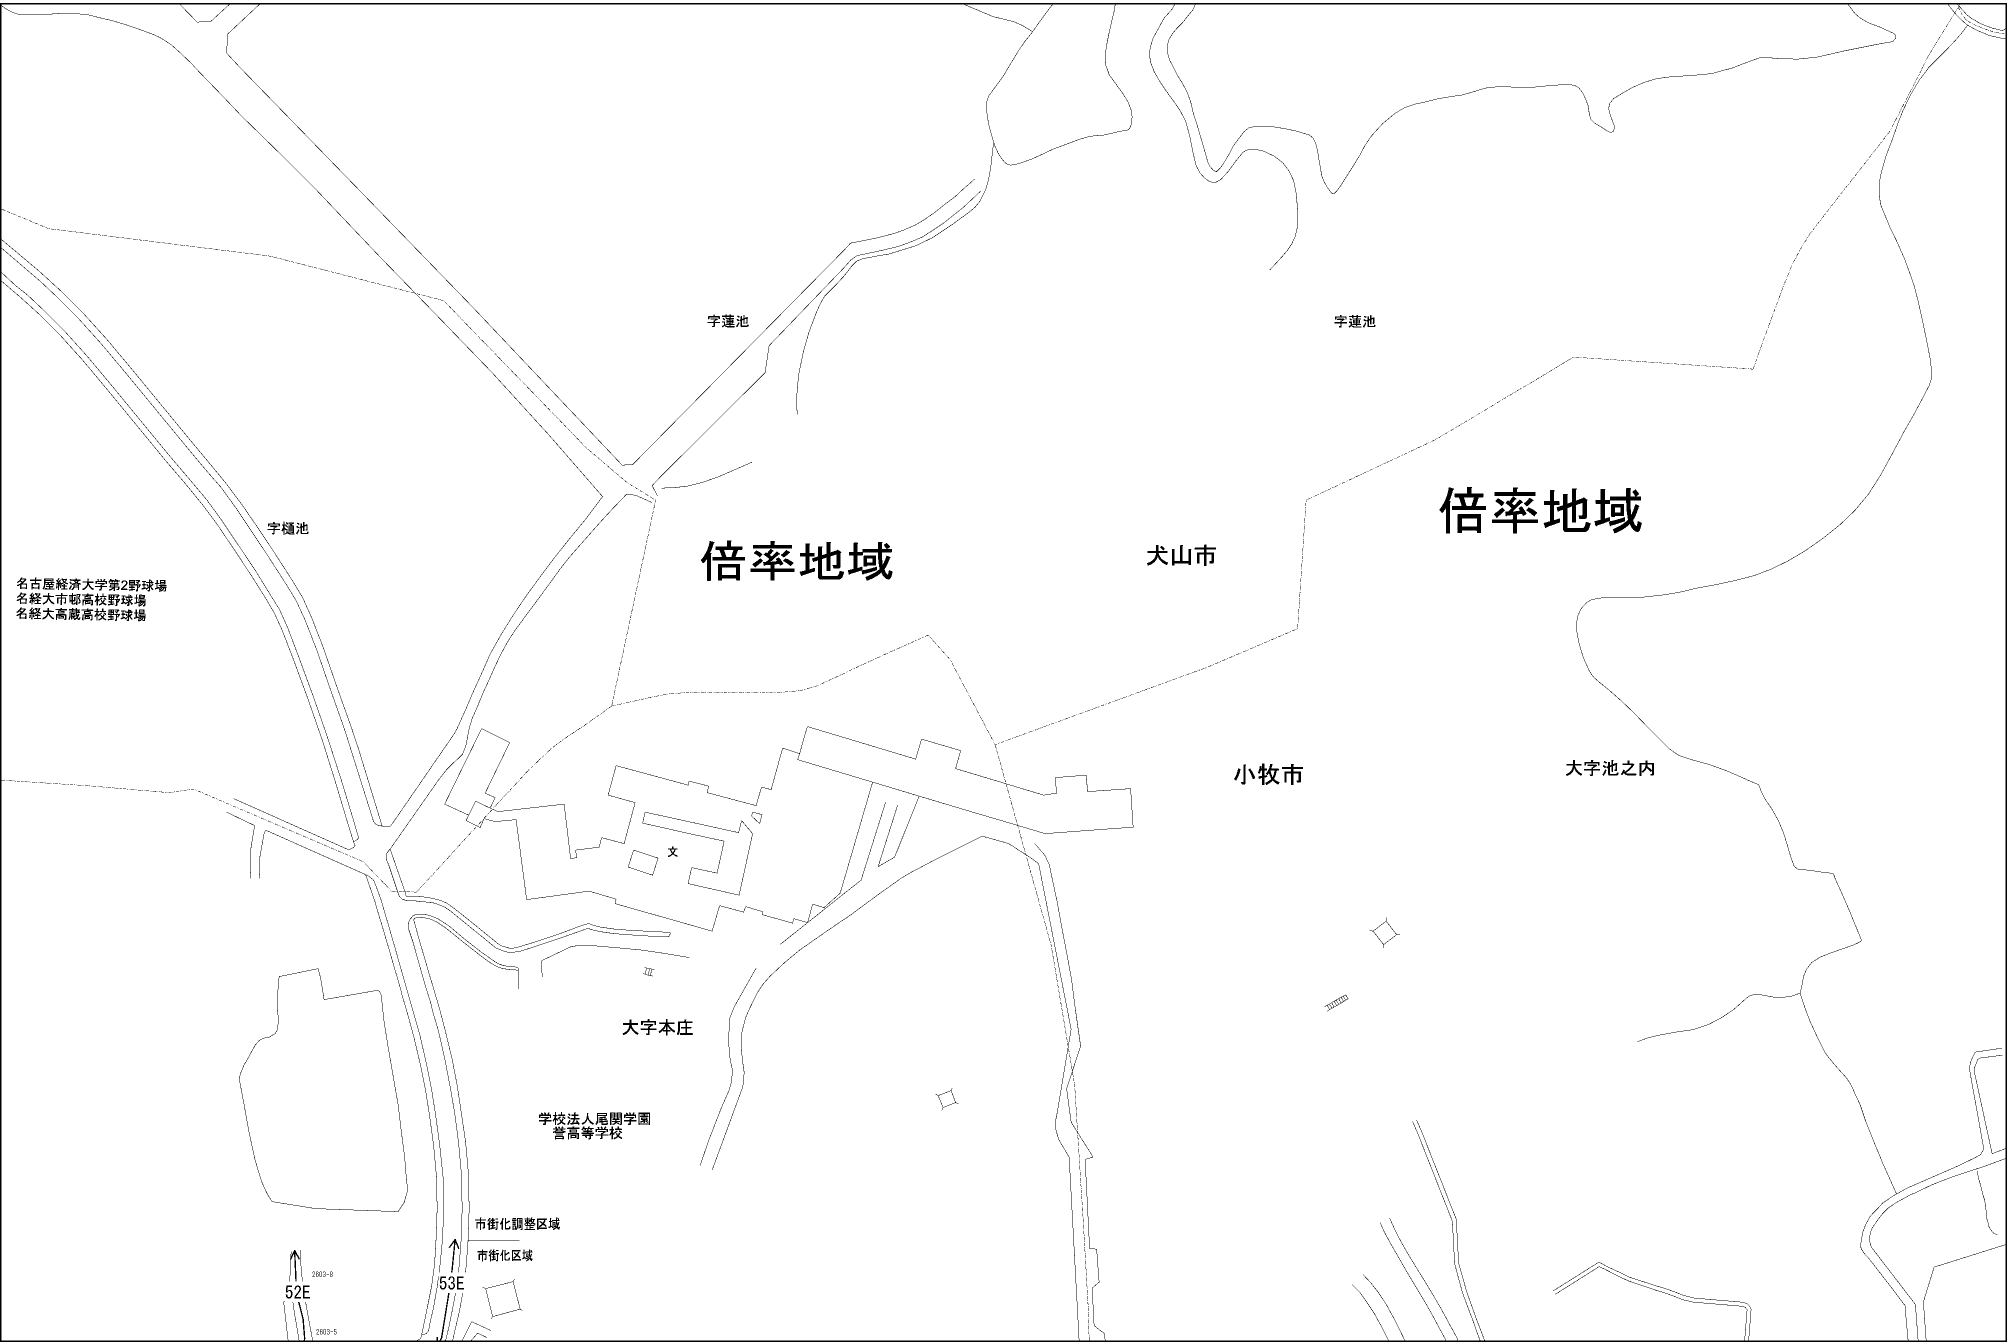 字蓮池
字蓮池
倍率地域
字樋池
倍率地域
犬山市
名古屋経済大学第2野球場
名経大市邨高校野球場
名経大高蔵高校野球場
小牧市
大字池之内
文
大字本庄
学校法人尾関学園
誉高等学校
市街化調整区域
市街化区域
2603-8
53E
52E
2603-5